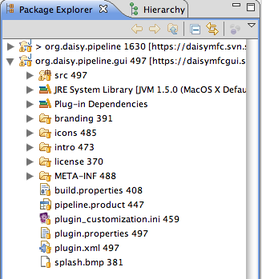 Package Explorer Hierarchy
> org.daisy.pipeline 1630 [https://daisymfc.svn.s
org.daisy.pipeline.gui 497 [https://daisymfcgui.s
src 497
JRE System Library [JVM 1.5.0 (MacOS X Default
Plug-in Dependencies
branding 391
icons 485
intro 473
license 370
META-INF 488
build.properties 408
pipeline.product 447
plugin_customization.ini 459
plugin.properties 497
plugin.xml 497
splash.bmp 381